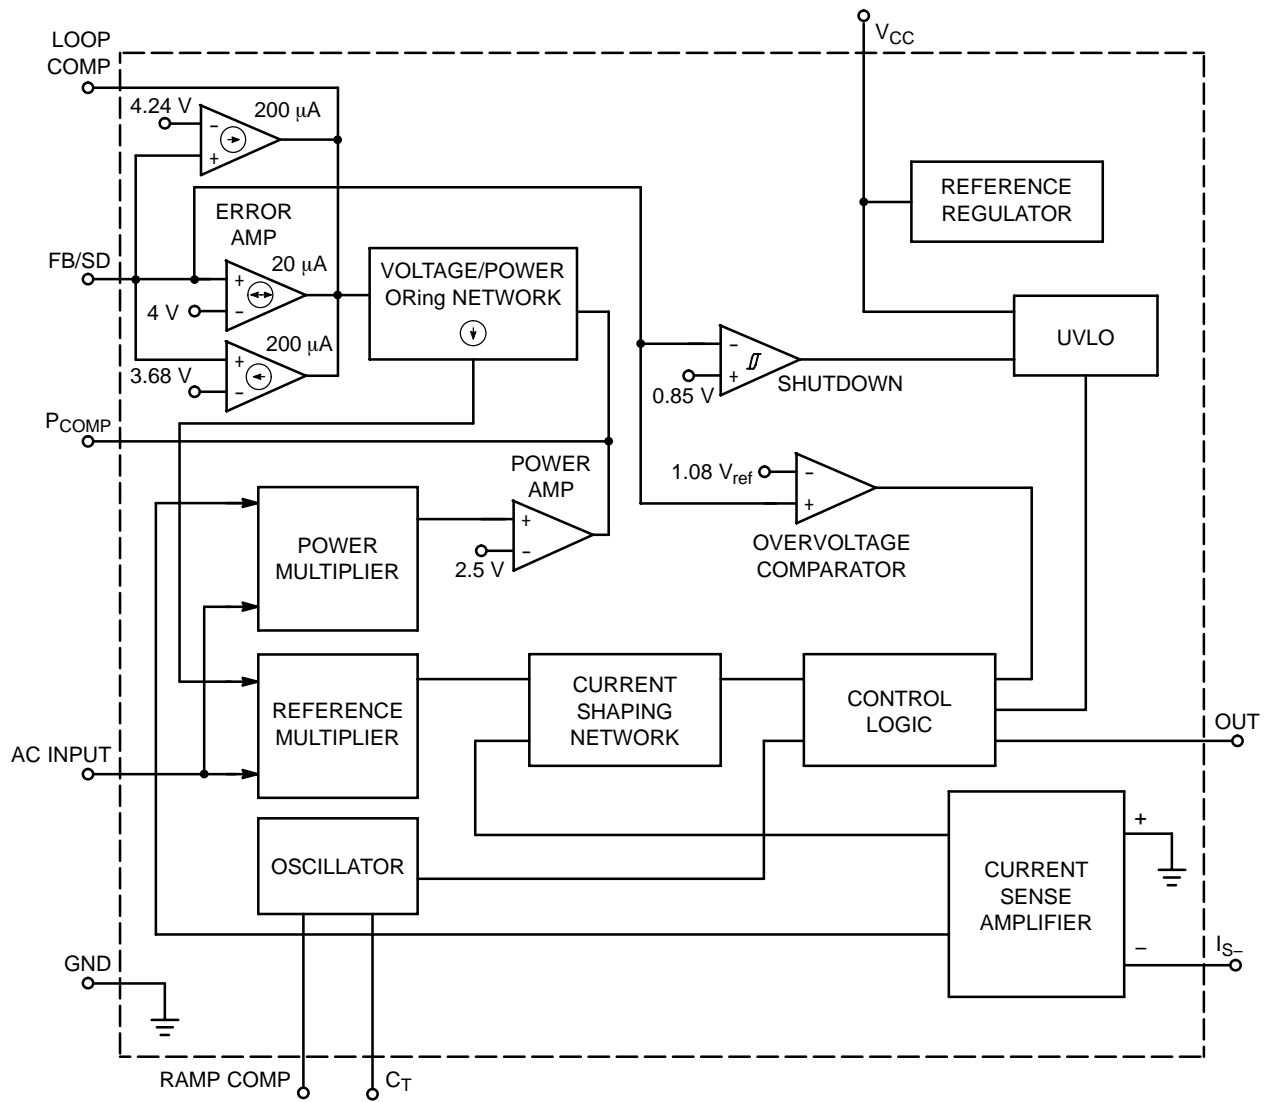 LOOP
COMP
V_CC
4.24 V
200 μA
−
+
REFERENCE
REGULATOR
ERROR
AMP
FB/SD
20 μA
+
−
4 V
VOLTAGE/POWER
ORing NETWORK
UVLO
200 μA
+
−
3.68 V
−
+
0.85 V
SHUTDOWN
P_COMP
POWER
AMP
1.08 V_ref
−
+
POWER
MULTIPLIER
+
−
2.5 V
OVERVOLTAGE
COMPARATOR
REFERENCE
MULTIPLIER
CURRENT
SHAPING
NETWORK
CONTROL
LOGIC
OUT
AC INPUT
OSCILLATOR
CURRENT
SENSE
AMPLIFIER
+
−
I_S−
GND
RAMP COMP
C_T